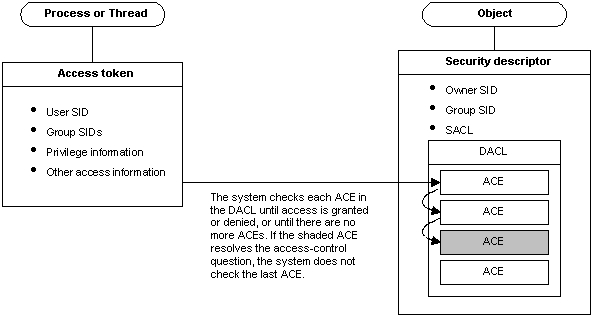 Process or Thread
Object
Access token
User SID
Group SIDs
Privilege information
Other access information
Security descriptor
Owner SID
Group SID
SACL
DACL
ACE
ACE
ACE
ACE
The system checks each ACE in
the DACL until access is granted
or denied, or until there are no
more ACEs. If the shaded ACE
resolves the access-control
question, the system does not
check the last ACE.